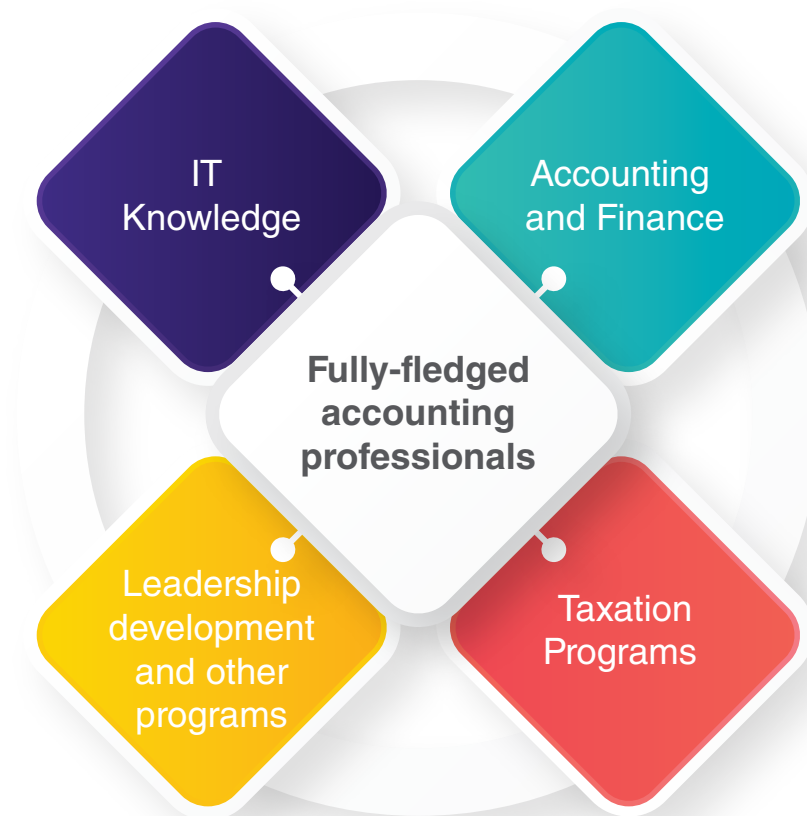 IT
Knowledge
Accounting
and Finance
Fully-fledged
accounting
professionals
Leadership
development
and other
programs
Taxation
Programs